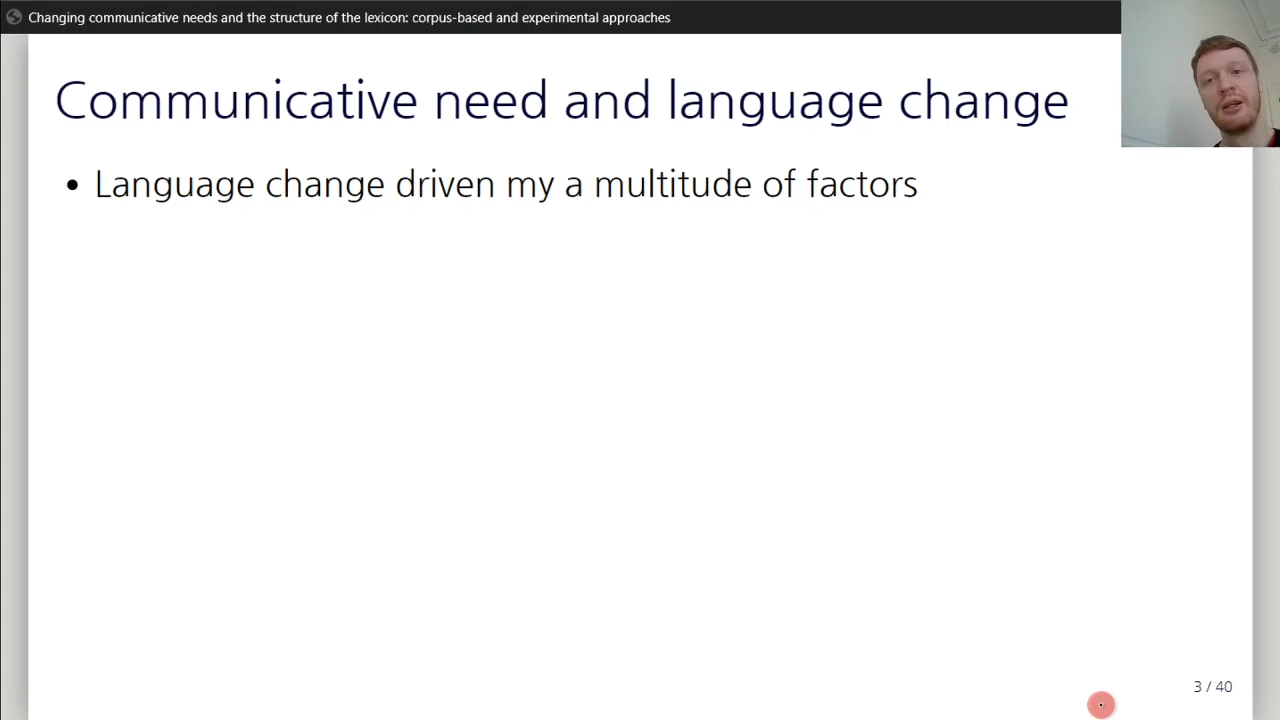 Changing communicative needs and the structure of the lexicon: corpus-based and experimental approaches
Communicative need and language change
• Language change driven my a multitude of factors
3 / 40